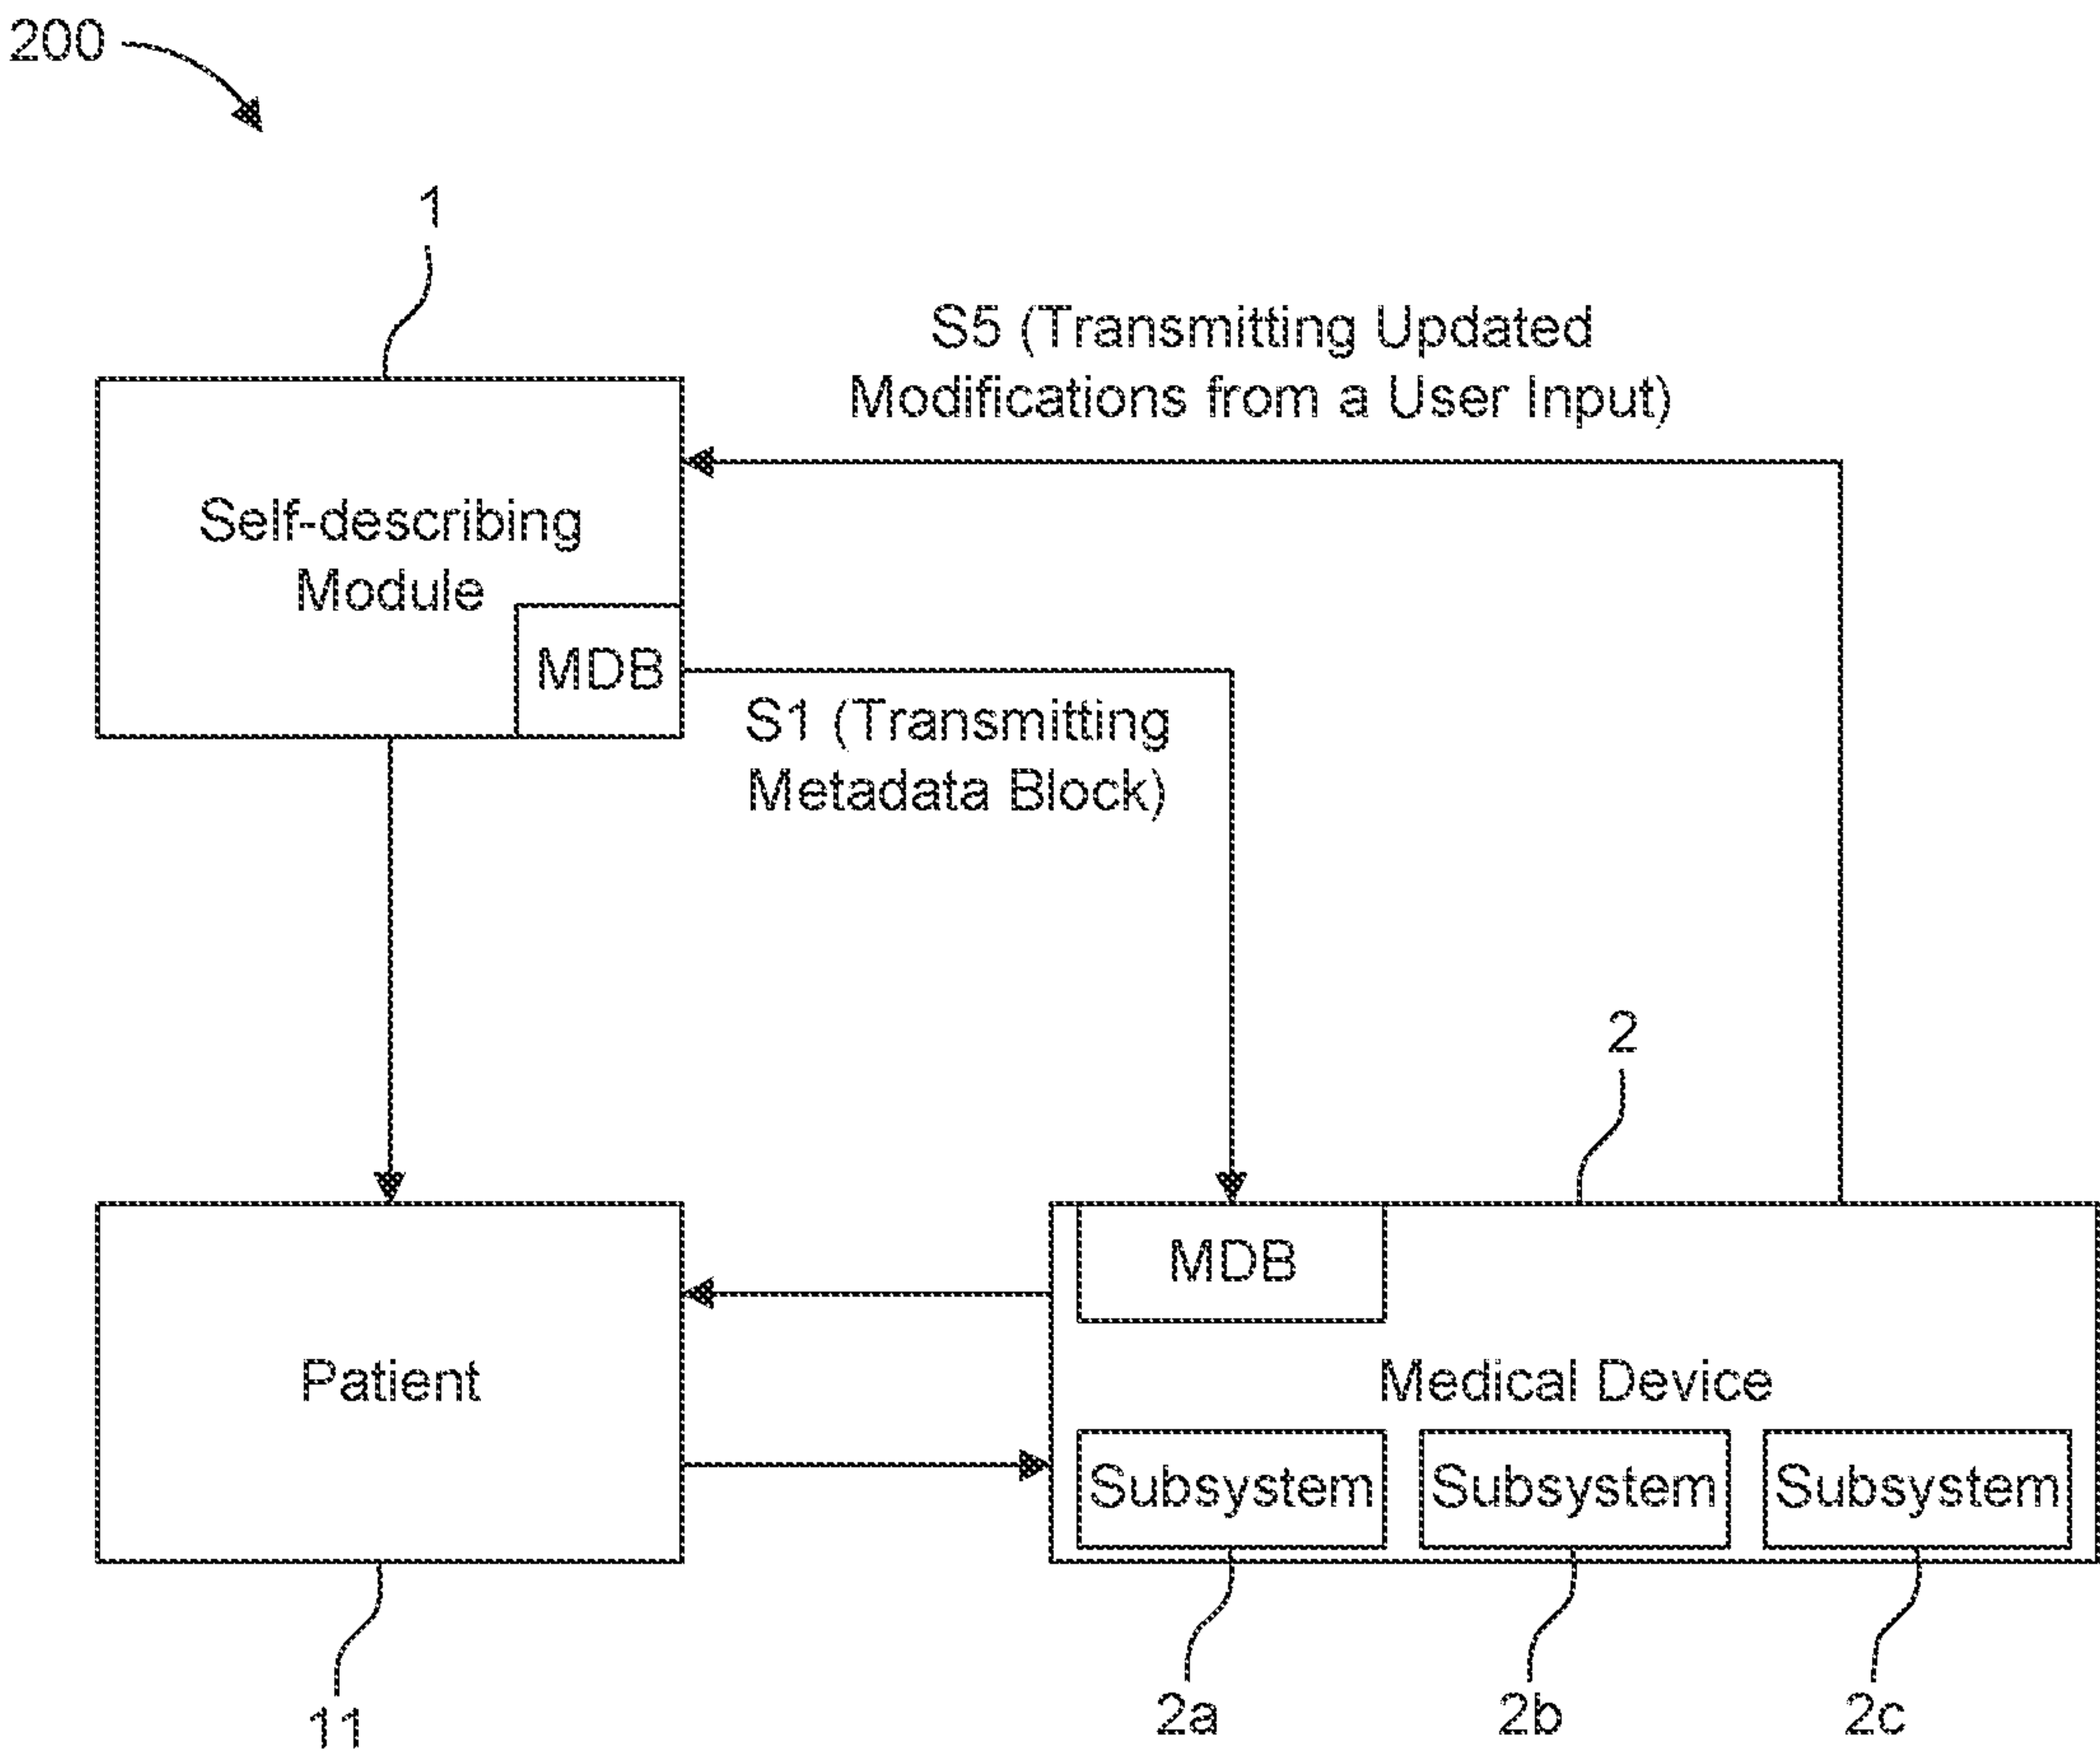 200
1
S5 (Transmitting Updated
Modifications from a User Input)
Self-describing
Module
MDB
S1 (Transmitting
Metadata Block)
2
MDB
Patient
Medical Device
Subsystem Subsystem Subsystem
11 2a 2b 2c